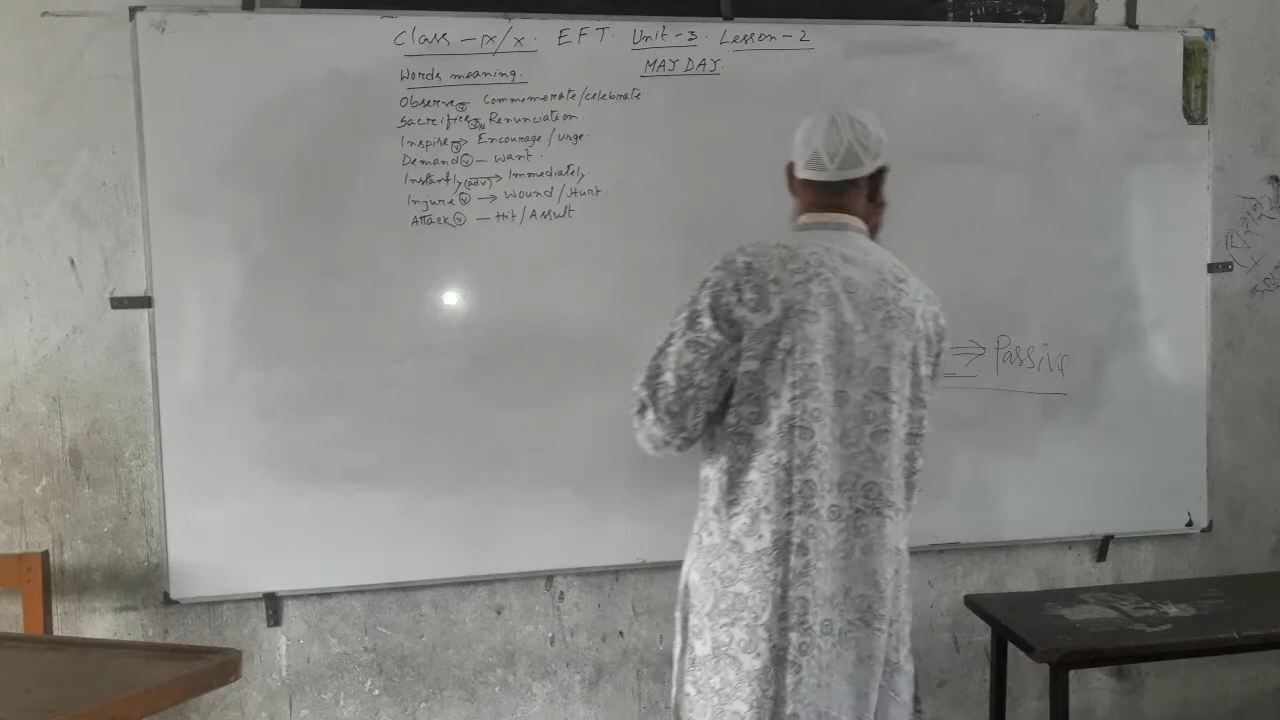 Class - IX/X. EFT. Unit-3. Lesson-2
MAY DAY.
Words meaning.
Observe (v) - Commemorate/celebrate
Sacrifice (N) - Renunciation.
Inspire (v) → Encourage / Urge.
Demand (v) - want.
Instantly (adv) → Immediately.
Injure (v) → Wound / Hurt
Attack (v) - Hit / Assult
⇒ Passive